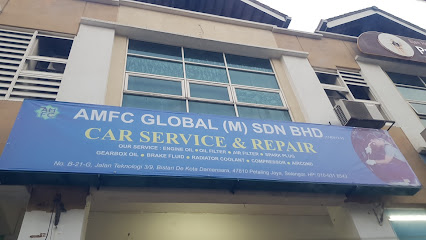 AMFC GLOBAL (M) SDN BHD
CAR SERVICE & REPAIR
OUR SERVICE : ENGINE OIL ● OIL FILTER ● AIR FILTER ● SPARK PLUG
GEARBOX OIL ● BRAKE FLUID ● RADIATOR COOLANT ● COMPRESSOR ● AIRCOND
No. B-21-G, Jalan Teknologi 3/9, Bistari De Kota Damansara, 47810 Petaling Jaya, Selangor. HP: